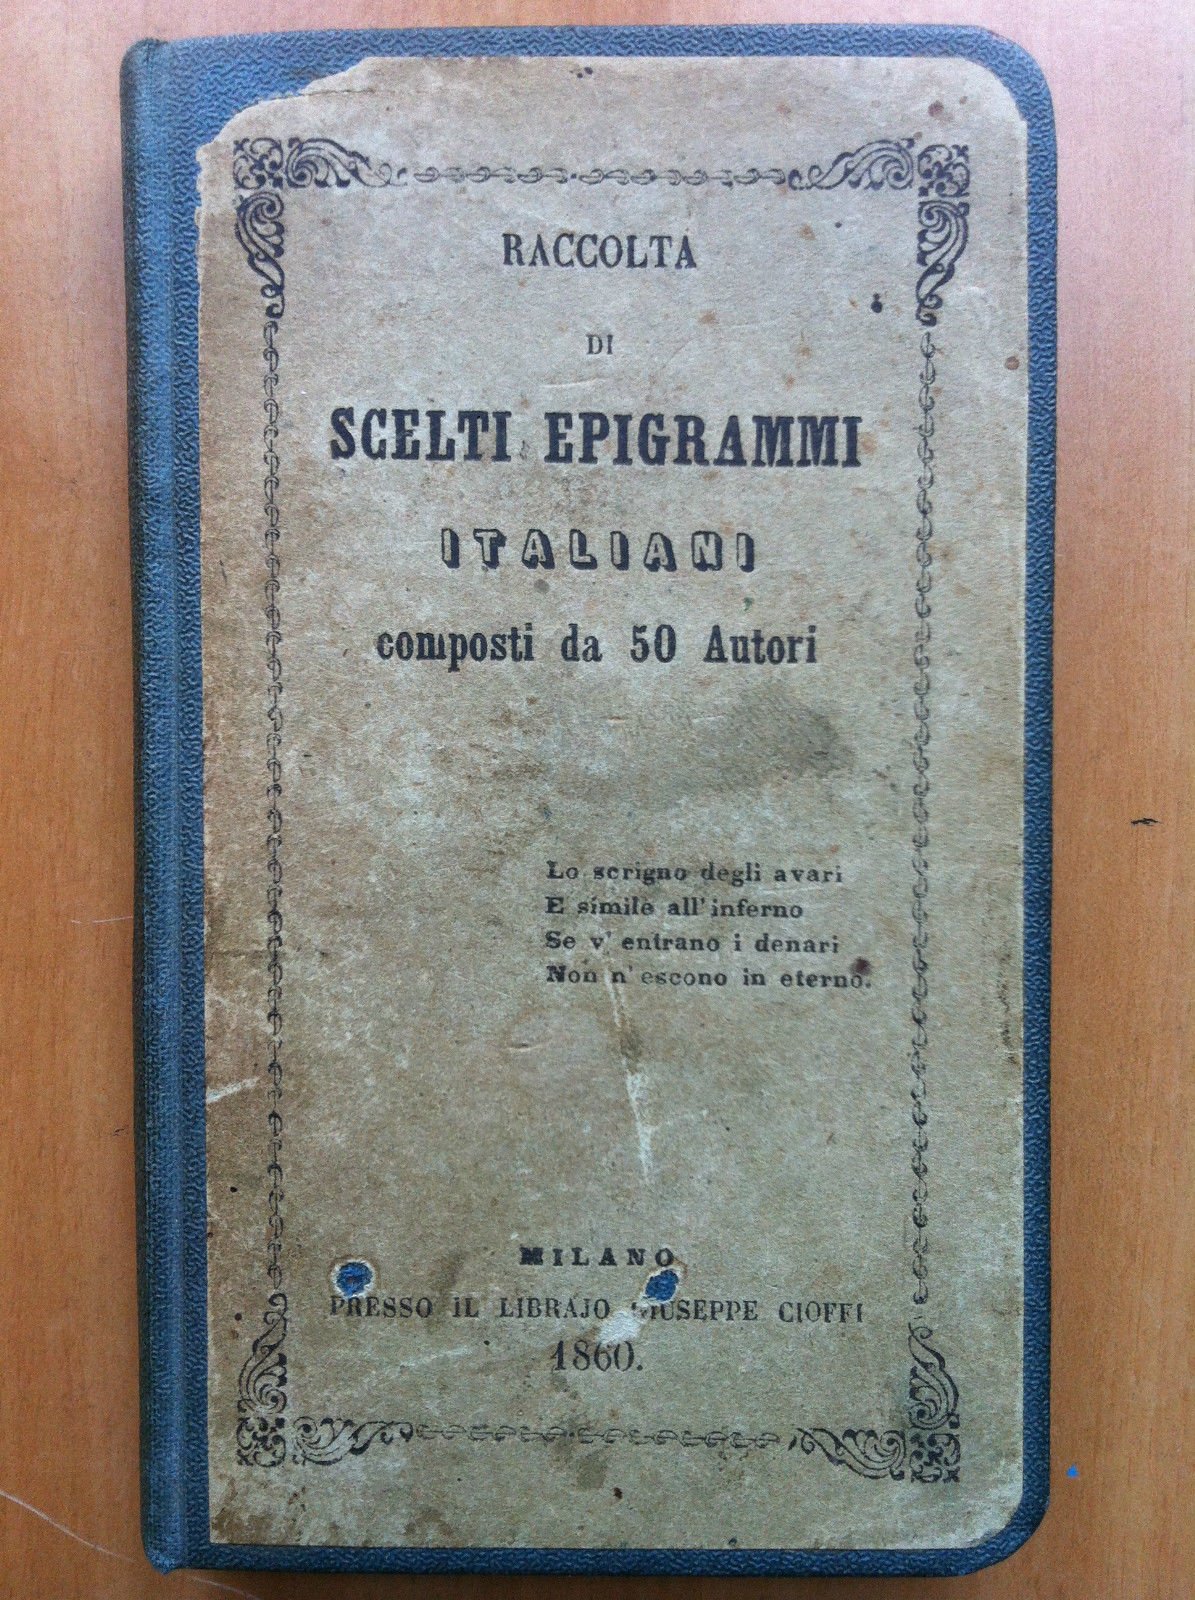 RACCOLTA
DI
SCELTI EPIGRAMMI
ITALIANI
composti da 50 Autori
Lo scrigno degli avari
E símile all' inferno
Se v' entrano i denari
Non n' escono in eterno.
MILANO
PRESSO IL LIBRAJO GIUSEPPE CIOFFI
1860.